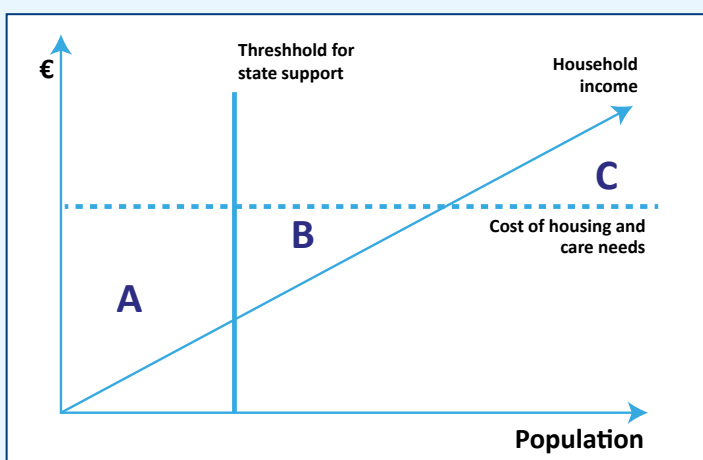 €
Threshhold for
state support
Household
income
C
B
Cost of housing and
care needs
A
Population